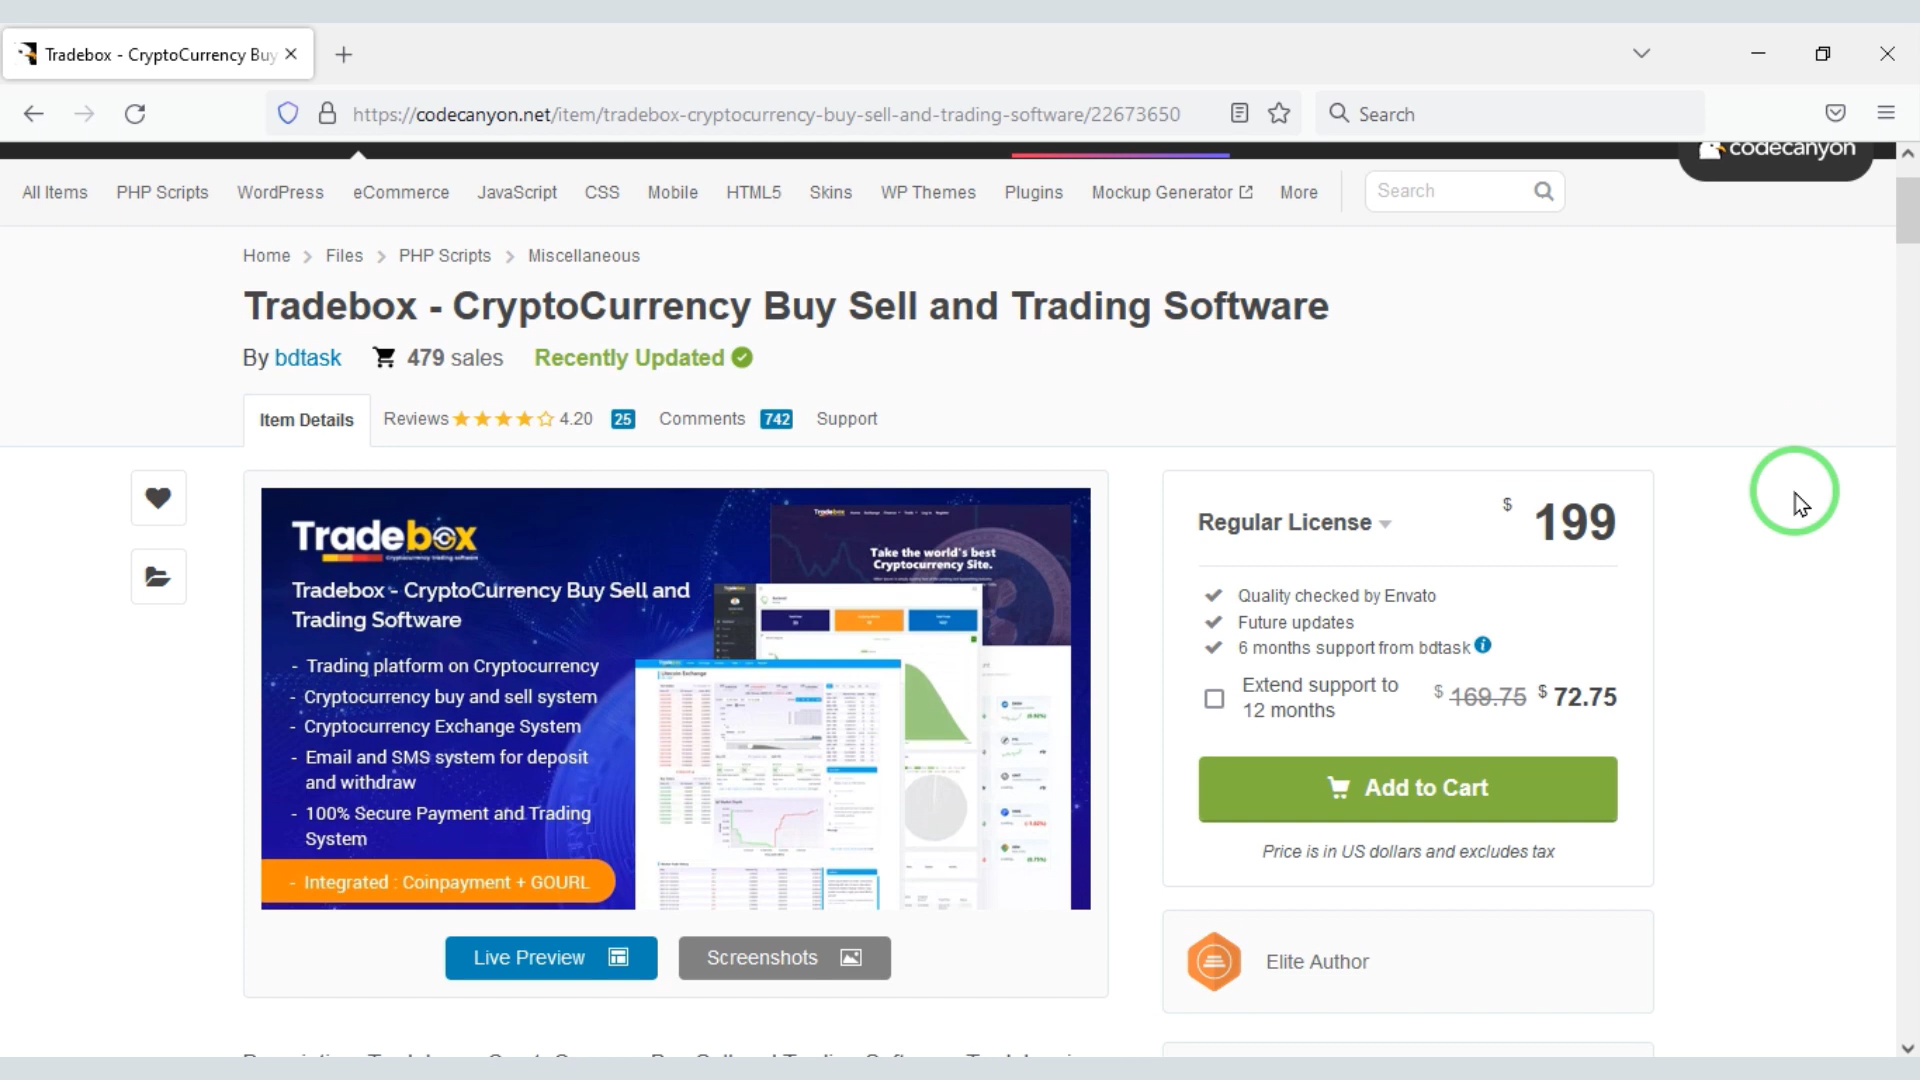 Tradebox - CryptoCurrency Buy
https://codecanyon.net/item/tradebox-cryptocurrency-buy-sell-and-trading-software/22673650
Search
codecanyon
All Items PHP Scripts WordPress eCommerce JavaScript CSS Mobile HTML5 Skins WP Themes Plugins Mockup Generator More
Search
Home > Files > PHP Scripts > Miscellaneous
Tradebox - CryptoCurrency Buy Sell and Trading Software
By bdtask 479 sales Recently Updated
Item Details Reviews 4.20 25 Comments 742 Support
Tradebox
Cryptocurrency trading software
Tradebox - CryptoCurrency Buy Sell and
Trading Software
- Trading platform on Cryptocurrency
- Cryptocurrency buy and sell system
- Cryptocurrency Exchange System
- Email and SMS system for deposit
and withdraw
- 100% Secure Payment and Trading
System
- Integrated : Coinpayment + GOURL
Take the world's best
Cryptocurrency Site.
Live Preview
Screenshots
Regular License $ 199
Quality checked by Envato
Future updates
6 months support from bdtask
Extend support to
12 months
$ 169.75 $ 72.75
Add to Cart
Price is in US dollars and excludes tax
Elite Author